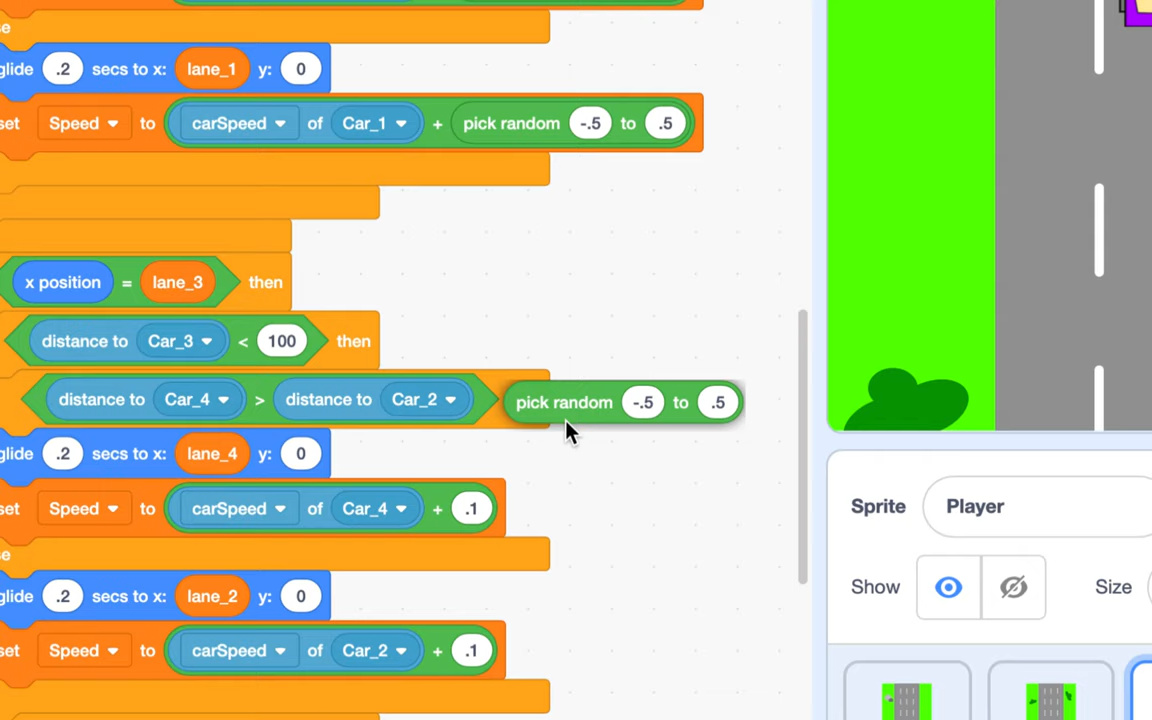 se
glide .2 secs to x: lane_1 y: 0
set Speed to carSpeed of Car_1 + pick random -.5 to .5
x position = lane_3 then
distance to Car_3 < 100 then
distance to Car_4 > distance to Car_2 pick random -.5 to .5
glide .2 secs to x: lane_4 y: 0
set Speed to carSpeed of Car_4 + .1
se
glide .2 secs to x: lane_2 y: 0
set Speed to carSpeed of Car_2 + .1
Sprite Player
Show Size